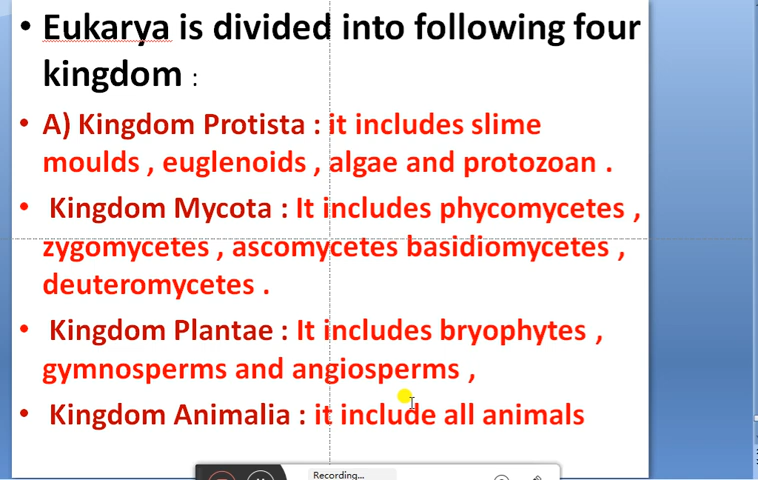 • Eukarya is divided into following four
kingdom :
• A) Kingdom Protista : it includes slime
moulds , euglenoids , algae and protozoan .
• Kingdom Mycota : It includes phycomycetes ,
zygomycetes , ascomycetes basidiomycetes ,
deuteromycetes .
• Kingdom Plantae : It includes bryophytes ,
gymnosperms and angiosperms ,
• Kingdom Animalia : it include all animals
Recording...